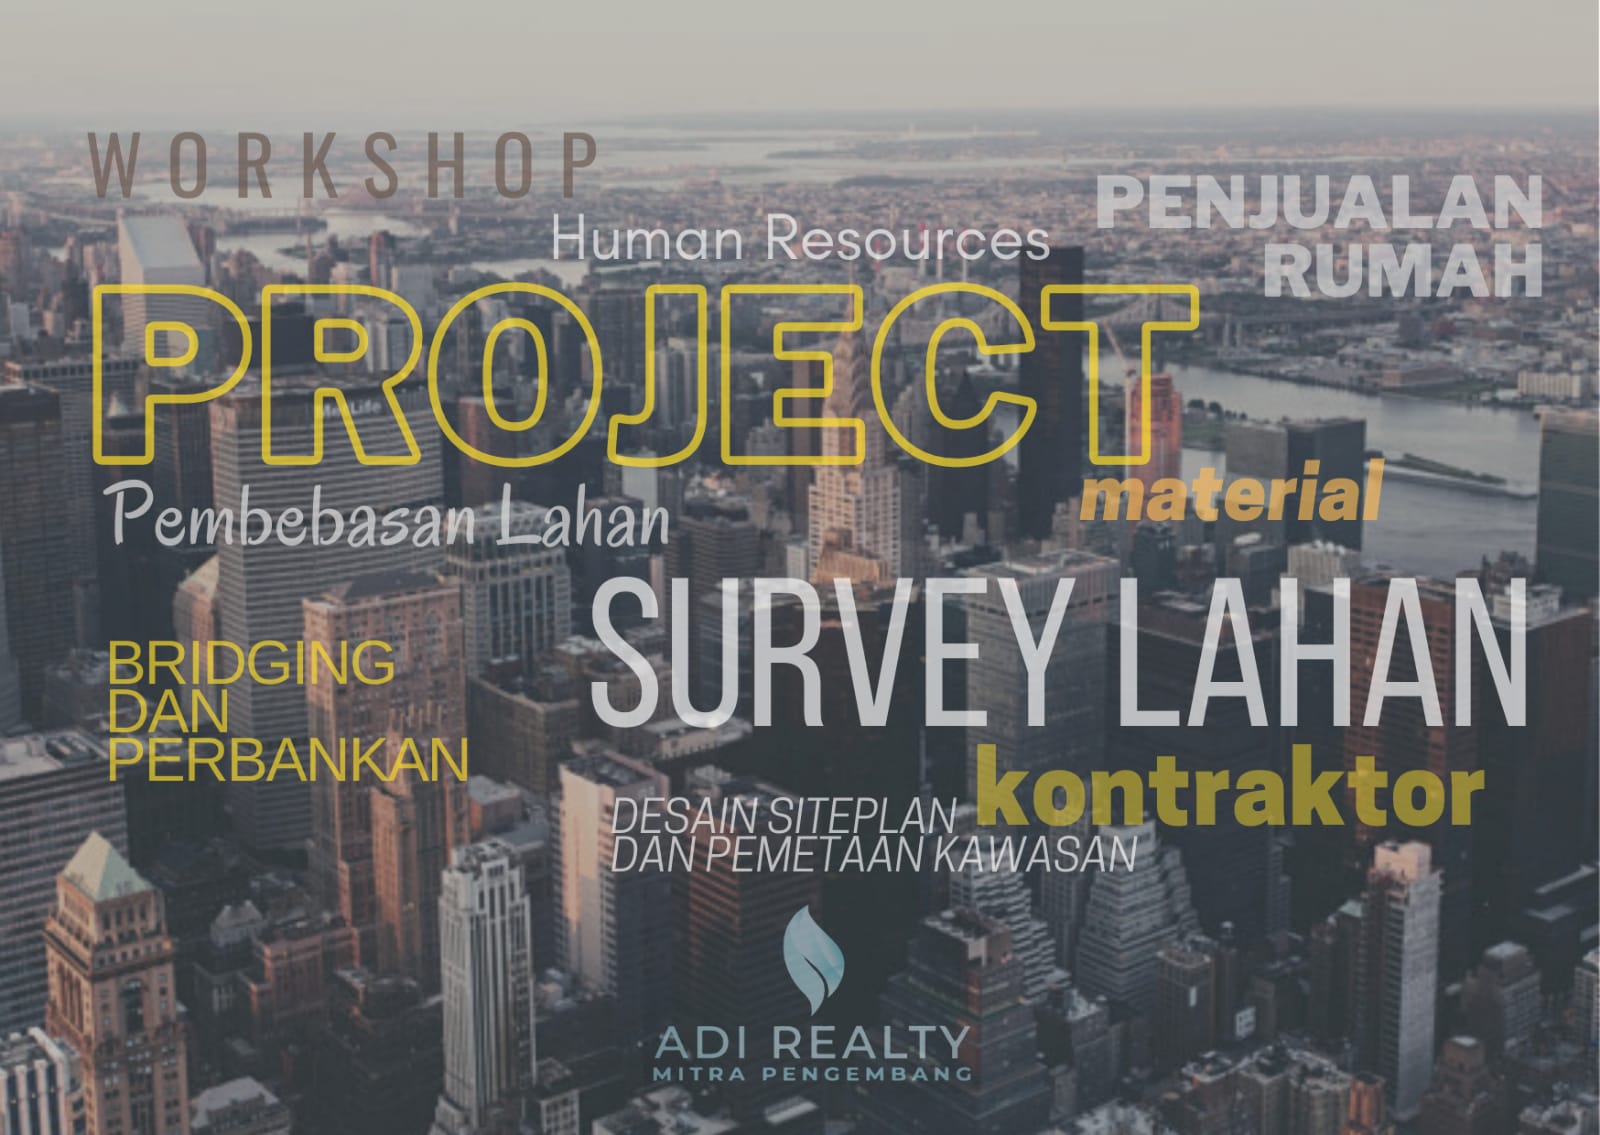 WORKSHOP
Human Resources
PENJUALAN
RUMAH
PROJECT
MetLife
material
Pembebasan Lahan
SURVEY LAHAN
BRIDGING
DAN
PERBANKAN
kontraktor
DESAIN SITEPLAN
DAN PEMETAAN KAWASAN
ADI REALTY
MITRA PENGEMBANG